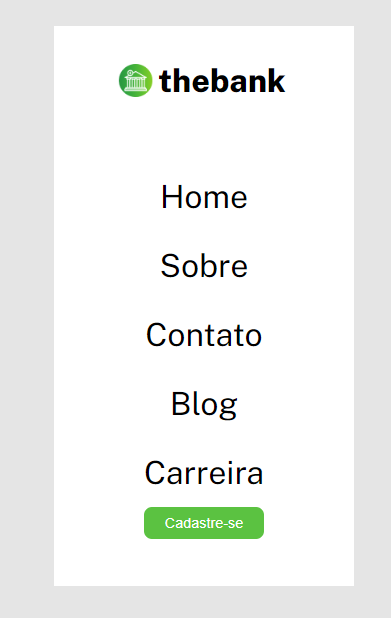 thebank
Home
Sobre
Contato
Blog
Carreira
Cadastre-se